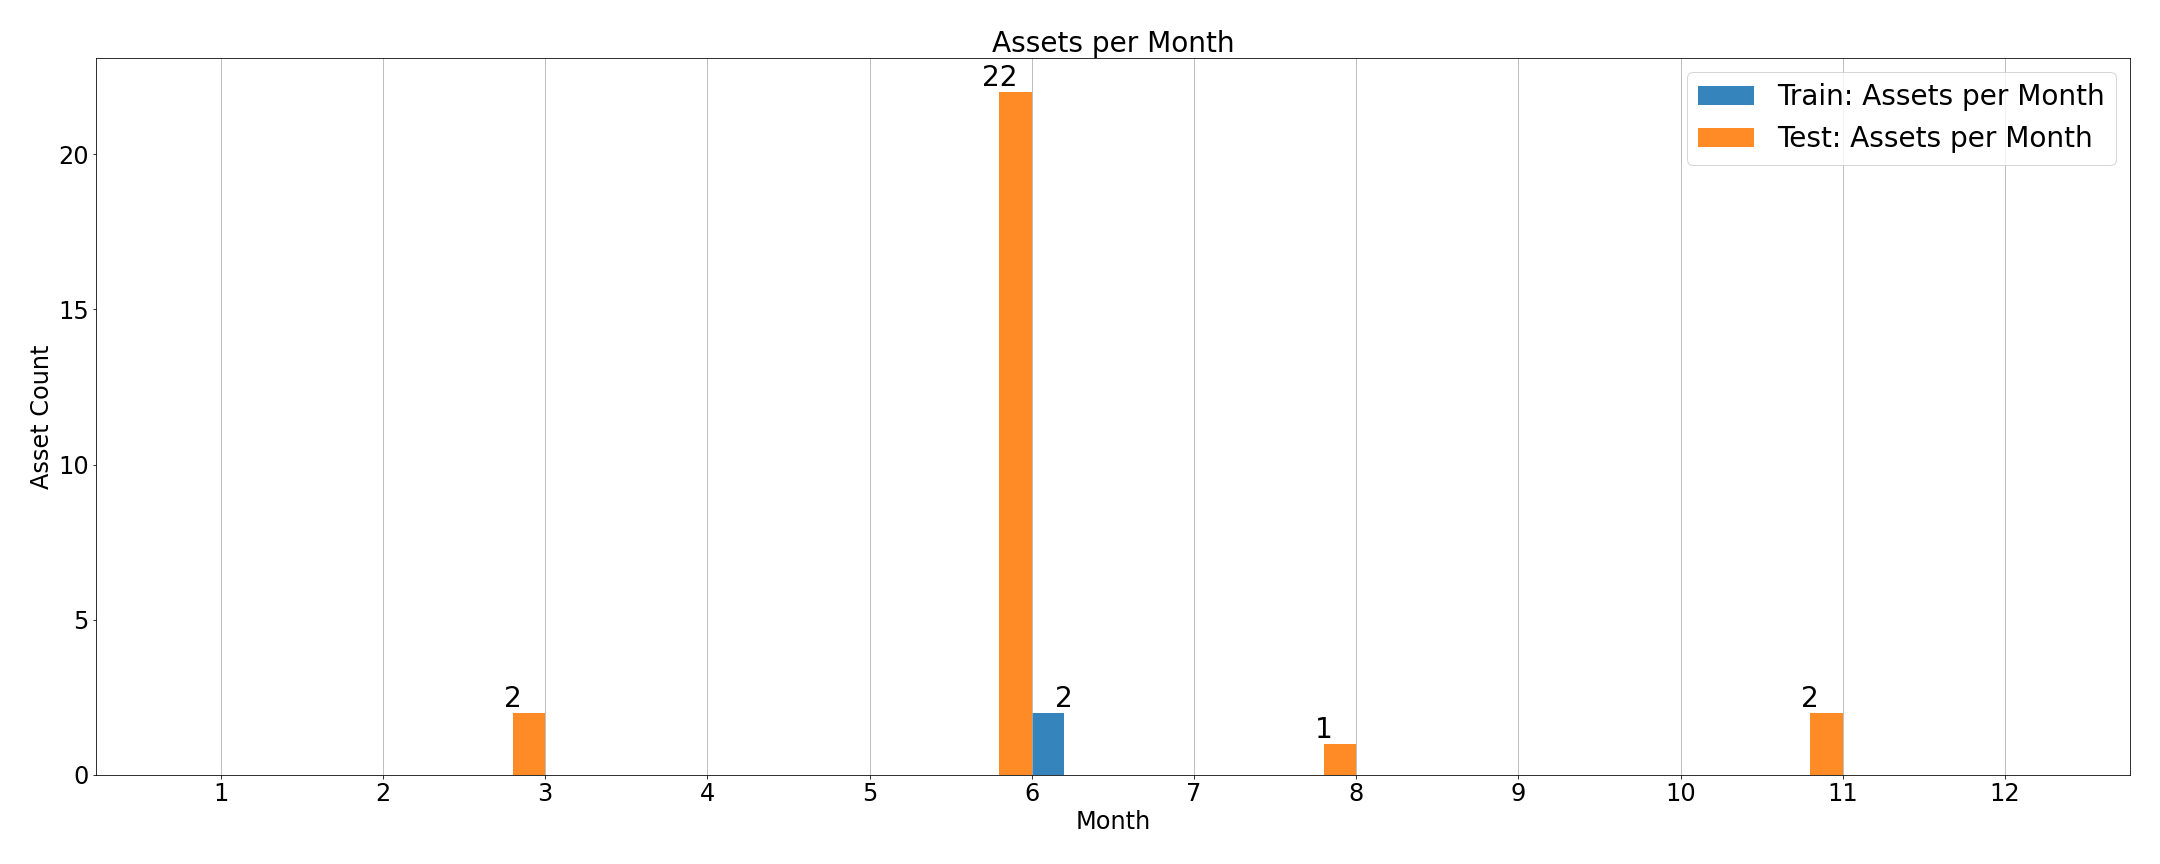 Assets per Month
22
Train: Assets per Month
Test: Assets per Month
20
15
10
5
0
Asset Count
2
2
1
2
1 2 3 4 5 6 7 8 9 10 11 12
Month